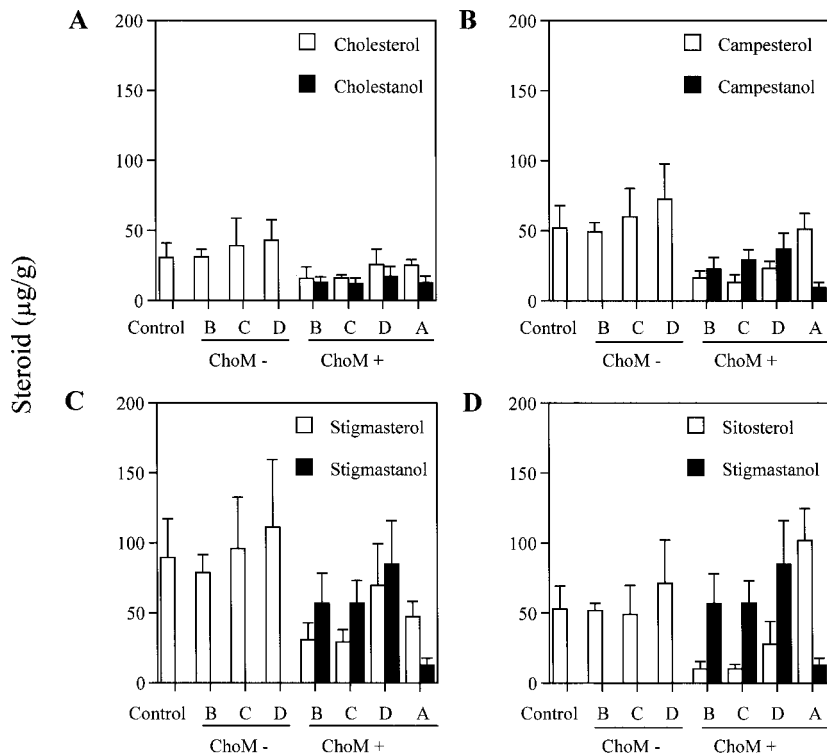 Steroid (µg/g)
A
200
150
100
50
0
Cholesterol
Cholestanol
Control B C D B C D A
ChoM - ChoM +
B
200
150
100
50
0
Campesterol
Campestanol
Control B C D B C D A
ChoM - ChoM +
C
200
150
100
50
0
Stigmasterol
Stigmastanol
Control B C D B C D A
ChoM - ChoM +
D
200
150
100
50
0
Sitosterol
Stigmastanol
Control B C D B C D A
ChoM - ChoM +